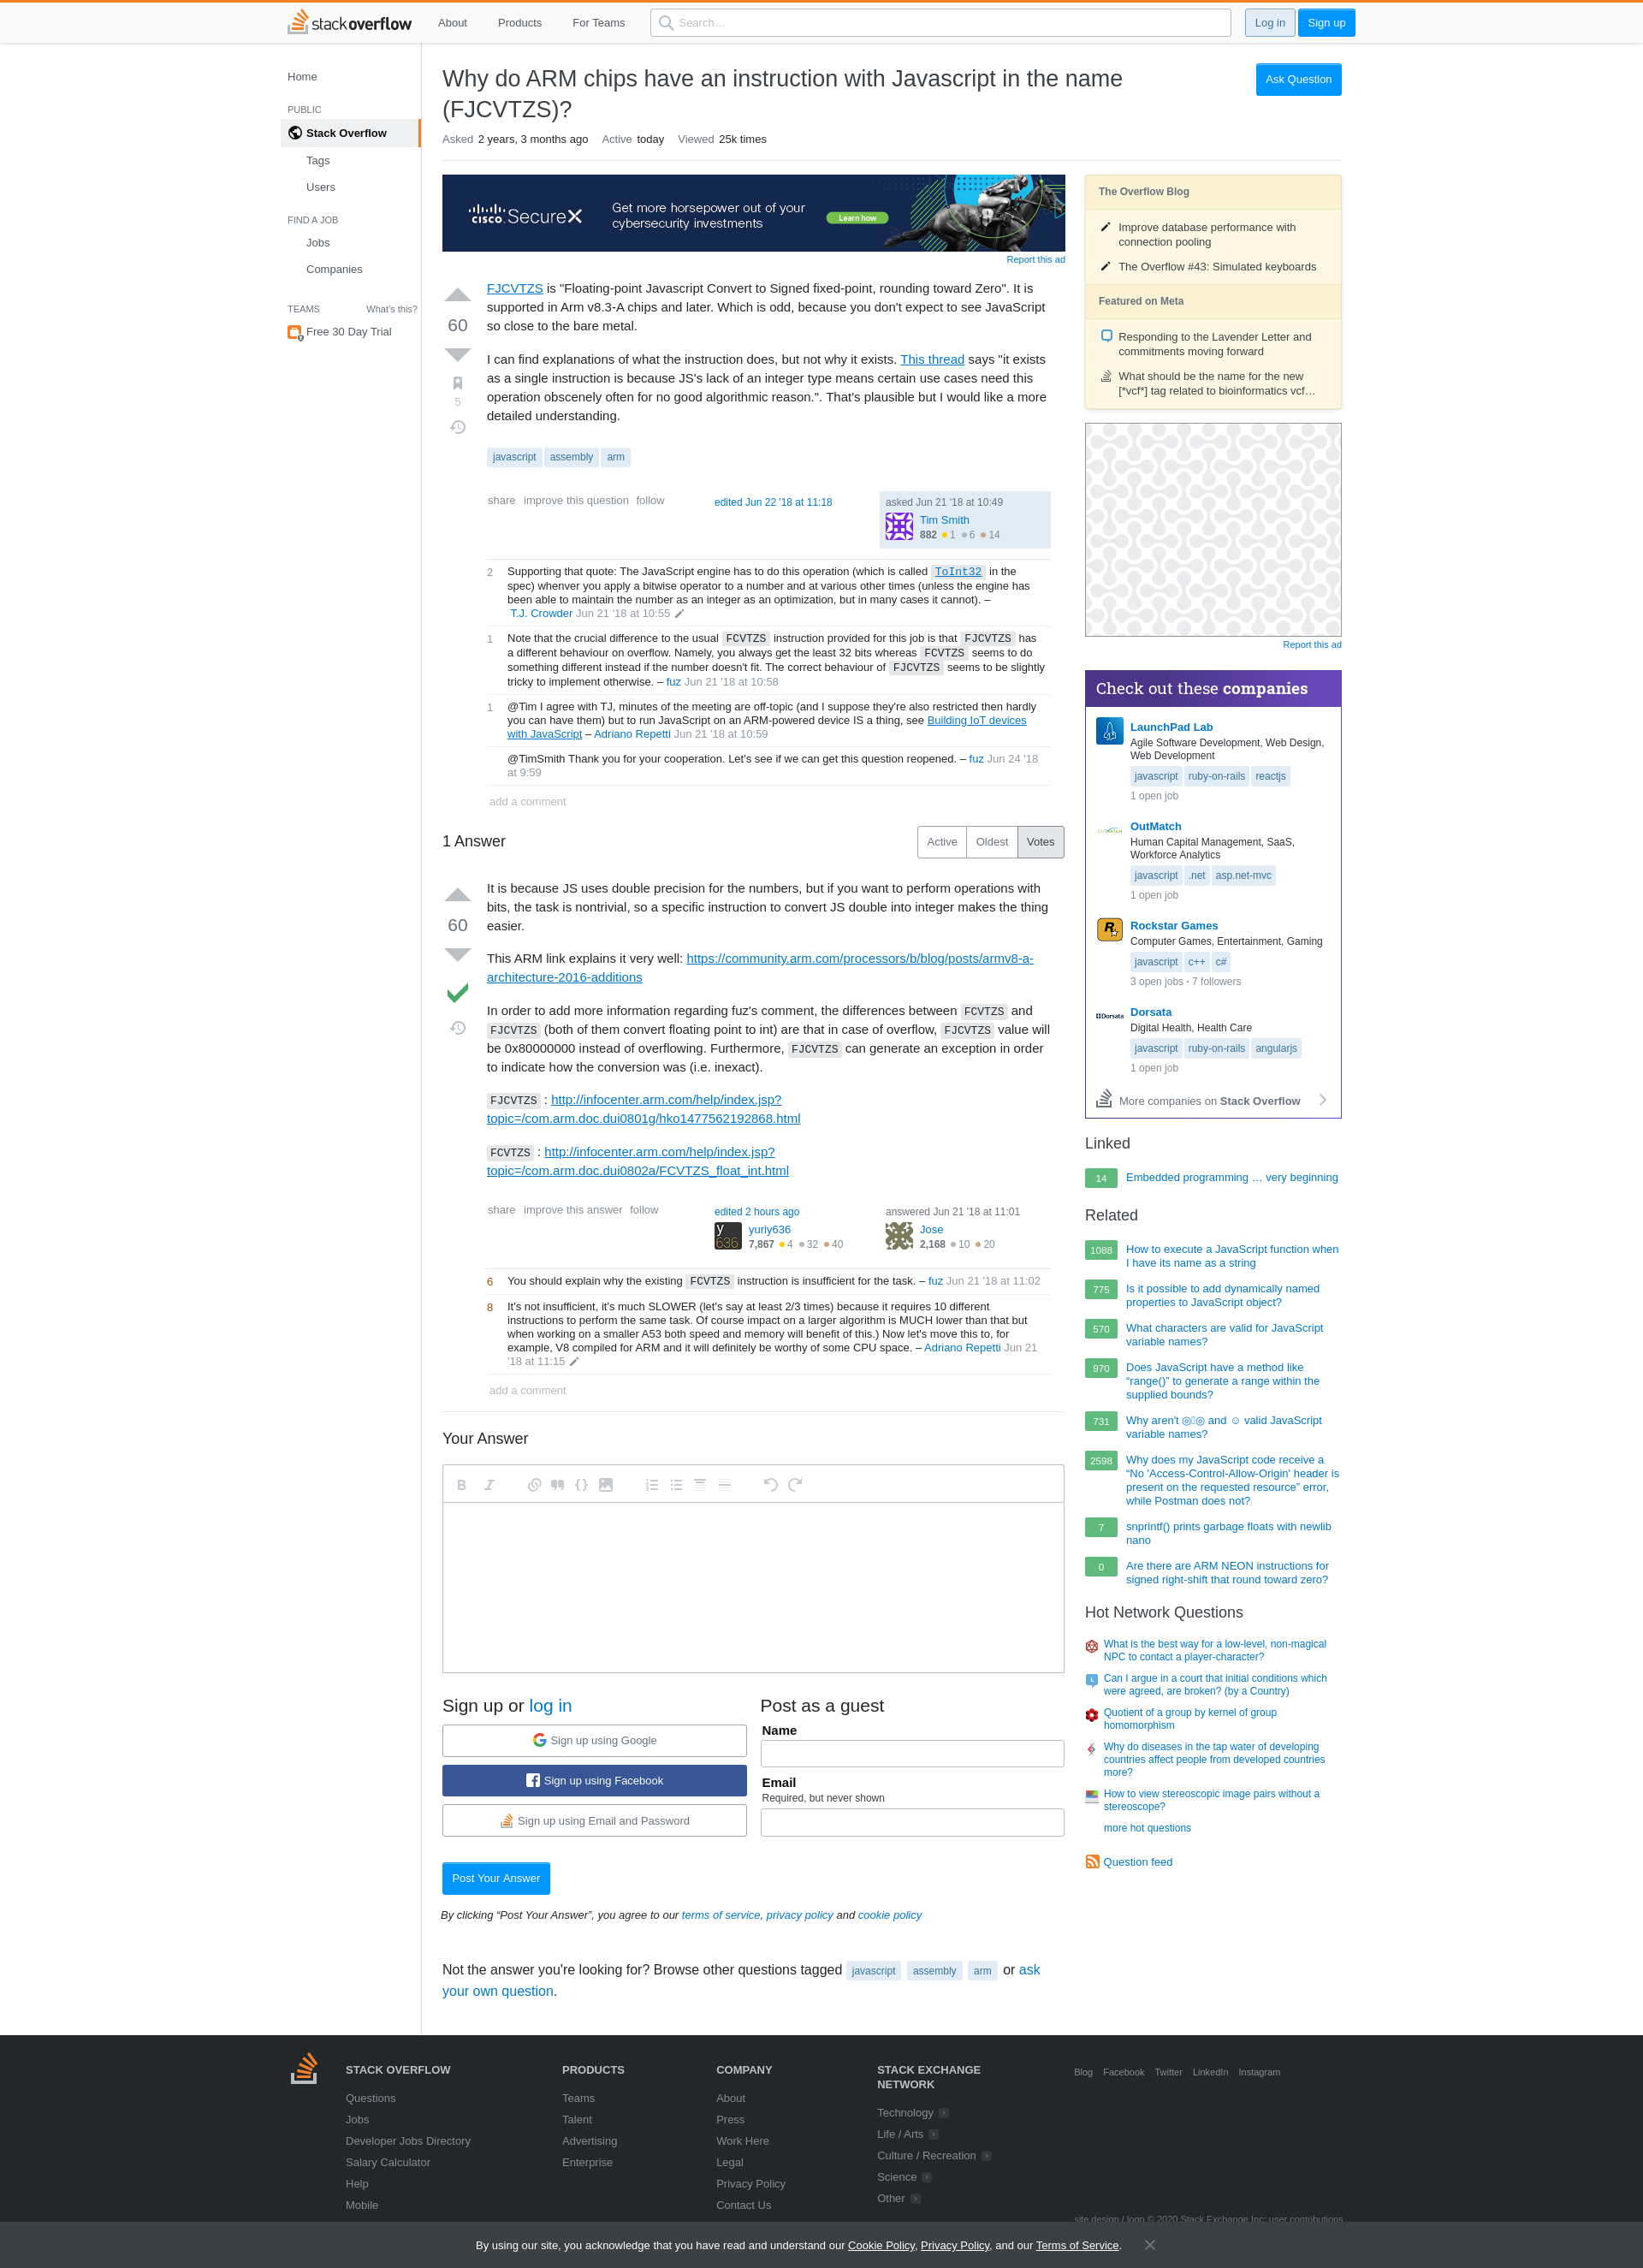 stackoverflow
About
Products
For Teams
Search…
Log in
Sign up
Home
PUBLIC
Stack Overflow
Tags
Users
FIND A JOB
Jobs
Companies
TEAMS
What's this?
Free 30 Day Trial
Why do ARM chips have an instruction with Javascript in the name
(FJCVTZS)?
Ask Question
Asked 2 years, 3 months ago Active today Viewed 25k times
CISCO SecureX
Get more horsepower out of your
cybersecurity investments
Learn how
Report this ad
60
5
FJCVTZS is "Floating-point Javascript Convert to Signed fixed-point, rounding toward Zero". It is
supported in Arm v8.3-A chips and later. Which is odd, because you don't expect to see JavaScript
so close to the bare metal.
I can find explanations of what the instruction does, but not why it exists. This thread says "it exists
as a single instruction is because JS's lack of an integer type means certain use cases need this
operation obscenely often for no good algorithmic reason.". That's plausible but I would like a more
detailed understanding.
javascript assembly arm
share improve this question follow
edited Jun 22 '18 at 11:18
asked Jun 21 '18 at 10:49
Tim Smith
882 1 6 14
2
Supporting that quote: The JavaScript engine has to do this operation (which is called ToInt32 in the
spec) whenver you apply a bitwise operator to a number and at various other times (unless the engine has
been able to maintain the number as an integer as an optimization, but in many cases it cannot). –
T.J. Crowder Jun 21 '18 at 10:55
1
Note that the crucial difference to the usual FCVTZS instruction provided for this job is that FJCVTZS has
a different behaviour on overflow. Namely, you always get the least 32 bits whereas FCVTZS seems to do
something different instead if the number doesn't fit. The correct behaviour of FJCVTZS seems to be slightly
tricky to implement otherwise. – fuz Jun 21 '18 at 10:58
1
@Tim I agree with TJ, minutes of the meeting are off-topic (and I suppose they're also restricted then hardly
you can have them) but to run JavaScript on an ARM-powered device IS a thing, see Building IoT devices
with JavaScript – Adriano Repetti Jun 21 '18 at 10:59
@TimSmith Thank you for your cooperation. Let's see if we can get this question reopened. – fuz Jun 24 '18
at 9:59
add a comment
1 Answer
Active Oldest Votes
60
It is because JS uses double precision for the numbers, but if you want to perform operations with
bits, the task is nontrivial, so a specific instruction to convert JS double into integer makes the thing
easier.
This ARM link explains it very well: https://community.arm.com/processors/b/blog/posts/armv8-a-
architecture-2016-additions
In order to add more information regarding fuz's comment, the differences between FCVTZS and
FJCVTZS (both of them convert floating point to int) are that in case of overflow, FJCVTZS value will
be 0x80000000 instead of overflowing. Furthermore, FJCVTZS can generate an exception in order
to indicate how the conversion was (i.e. inexact).
FJCVTZS : http://infocenter.arm.com/help/index.jsp?
topic=/com.arm.doc.dui0801g/hko1477562192868.html
FCVTZS : http://infocenter.arm.com/help/index.jsp?
topic=/com.arm.doc.dui0802a/FCVTZS_float_int.html
share improve this answer follow
edited 2 hours ago
y
636
yuriy636
7,867 4 32 40
answered Jun 21 '18 at 11:01
Jose
2,168 10 20
6
You should explain why the existing FCVTZS instruction is insufficient for the task. – fuz Jun 21 '18 at 11:02
8
It's not insufficient, it's much SLOWER (let's say at least 2/3 times) because it requires 10 different
instructions to perform the same task. Of course impact on a larger algorithm is MUCH lower than that but
when working on a smaller A53 both speed and memory will benefit of this.) Now let's move this to, for
example, V8 compiled for ARM and it will definitely be worthy of some CPU space. – Adriano Repetti Jun 21
'18 at 11:15
add a comment
Your Answer
Sign up or log in
Sign up using Google
Sign up using Facebook
Sign up using Email and Password
Post as a guest
Name
Email
Required, but never shown
Post Your Answer
By clicking “Post Your Answer”, you agree to our terms of service, privacy policy and cookie policy
Not the answer you're looking for? Browse other questions tagged javascript assembly arm or ask
your own question.
The Overflow Blog
Improve database performance with
connection pooling
The Overflow #43: Simulated keyboards
Featured on Meta
Responding to the Lavender Letter and
commitments moving forward
What should be the name for the new
[*vcf*] tag related to bioinformatics vcf…
Report this ad
Check out these companies
LaunchPad Lab
Agile Software Development, Web Design,
Web Development
javascript ruby-on-rails reactjs
1 open job
OutMatch
Human Capital Management, SaaS,
Workforce Analytics
javascript .net asp.net-mvc
1 open job
Rockstar Games
Computer Games, Entertainment, Gaming
javascript c++ c#
3 open jobs · 7 followers
Dorsata
Dorsata
Digital Health, Health Care
javascript ruby-on-rails angularjs
1 open job
More companies on Stack Overflow
Linked
14 Embedded programming … very beginning
Related
1088 How to execute a JavaScript function when
I have its name as a string
775 Is it possible to add dynamically named
properties to JavaScript object?
570 What characters are valid for JavaScript
variable names?
970 Does JavaScript have a method like
“range()” to generate a range within the
supplied bounds?
731 Why aren't ◎ ◎ and ☺ valid JavaScript
variable names?
2598 Why does my JavaScript code receive a
“No 'Access-Control-Allow-Origin' header is
present on the requested resource” error,
while Postman does not?
7 snprintf() prints garbage floats with newlib
nano
0 Are there are ARM NEON instructions for
signed right-shift that round toward zero?
Hot Network Questions
What is the best way for a low-level, non-magical
NPC to contact a player-character?
Can I argue in a court that initial conditions which
were agreed, are broken? (by a Country)
Quotient of a group by kernel of group
homomorphism
Why do diseases in the tap water of developing
countries affect people from developed countries
more?
How to view stereoscopic image pairs without a
stereoscope?
more hot questions
Question feed
STACK OVERFLOW
Questions
Jobs
Developer Jobs Directory
Salary Calculator
Help
Mobile
PRODUCTS
Teams
Talent
Advertising
Enterprise
COMPANY
About
Press
Work Here
Legal
Privacy Policy
Contact Us
STACK EXCHANGE
NETWORK
Technology
Life / Arts
Culture / Recreation
Science
Other
Blog Facebook Twitter LinkedIn Instagram
site design / logo © 2020 Stack Exchange Inc; user contributions
By using our site, you acknowledge that you have read and understand our Cookie Policy, Privacy Policy, and our Terms of Service.